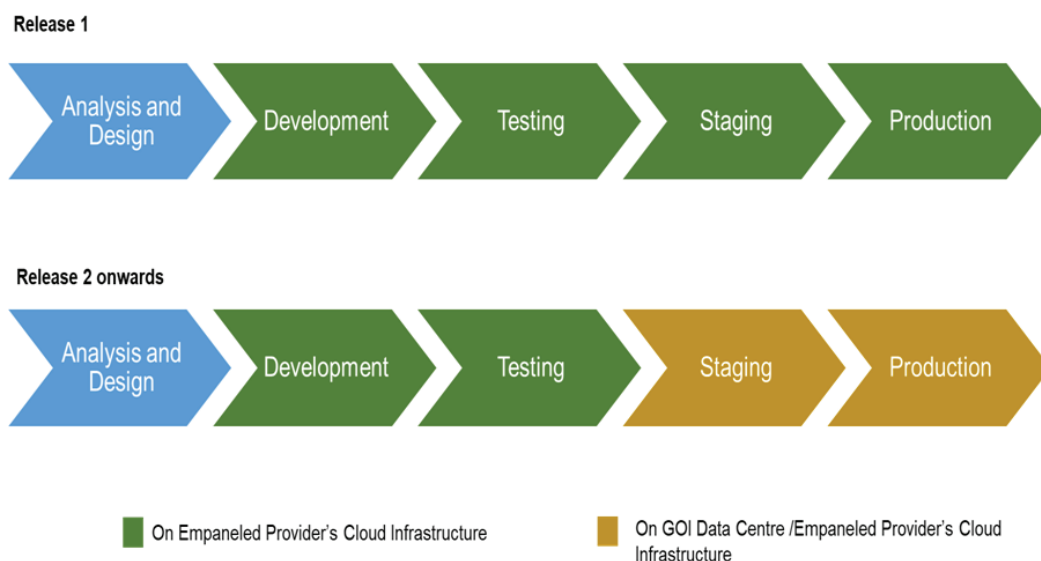 Release 1
Analysis and
Design
Development
Testing
Staging
Production
Release 2 onwards
Analysis and
Design
Development
Testing
Staging
Production
On Empaneled Provider's Cloud Infrastructure
On GOI Data Centre /Empaneled Provider's Cloud
Infrastructure